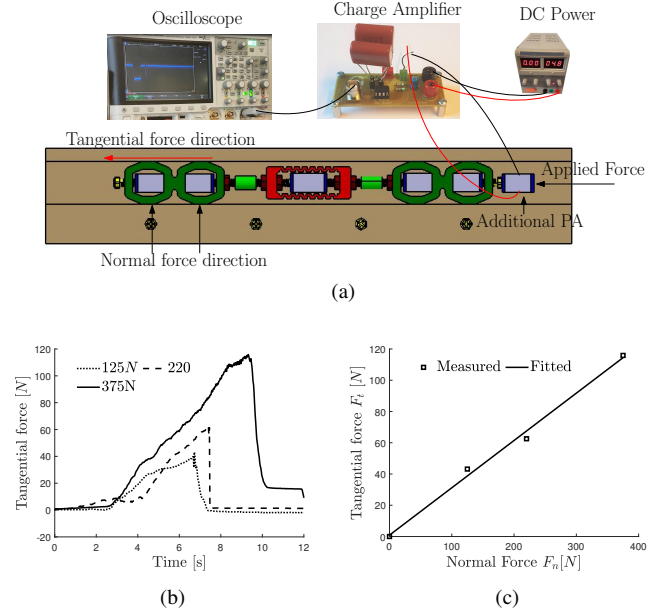 Oscilloscope
Charge Amplifier
DC Power
0.00 04.8
Tangential force direction
Applied Force
Additional PA
Normal force direction
(a)
120
100
80
60
40
20
0
-20
Tangential force [N]
125N
220
375N
0 2 4 6 8 10 12
Time [s]
(b)
120
100
80
60
40
20
0
Tangential force Ft [N]
Measured
Fitted
0 100 200 300 400
Normal Force Fn[N]
(c)